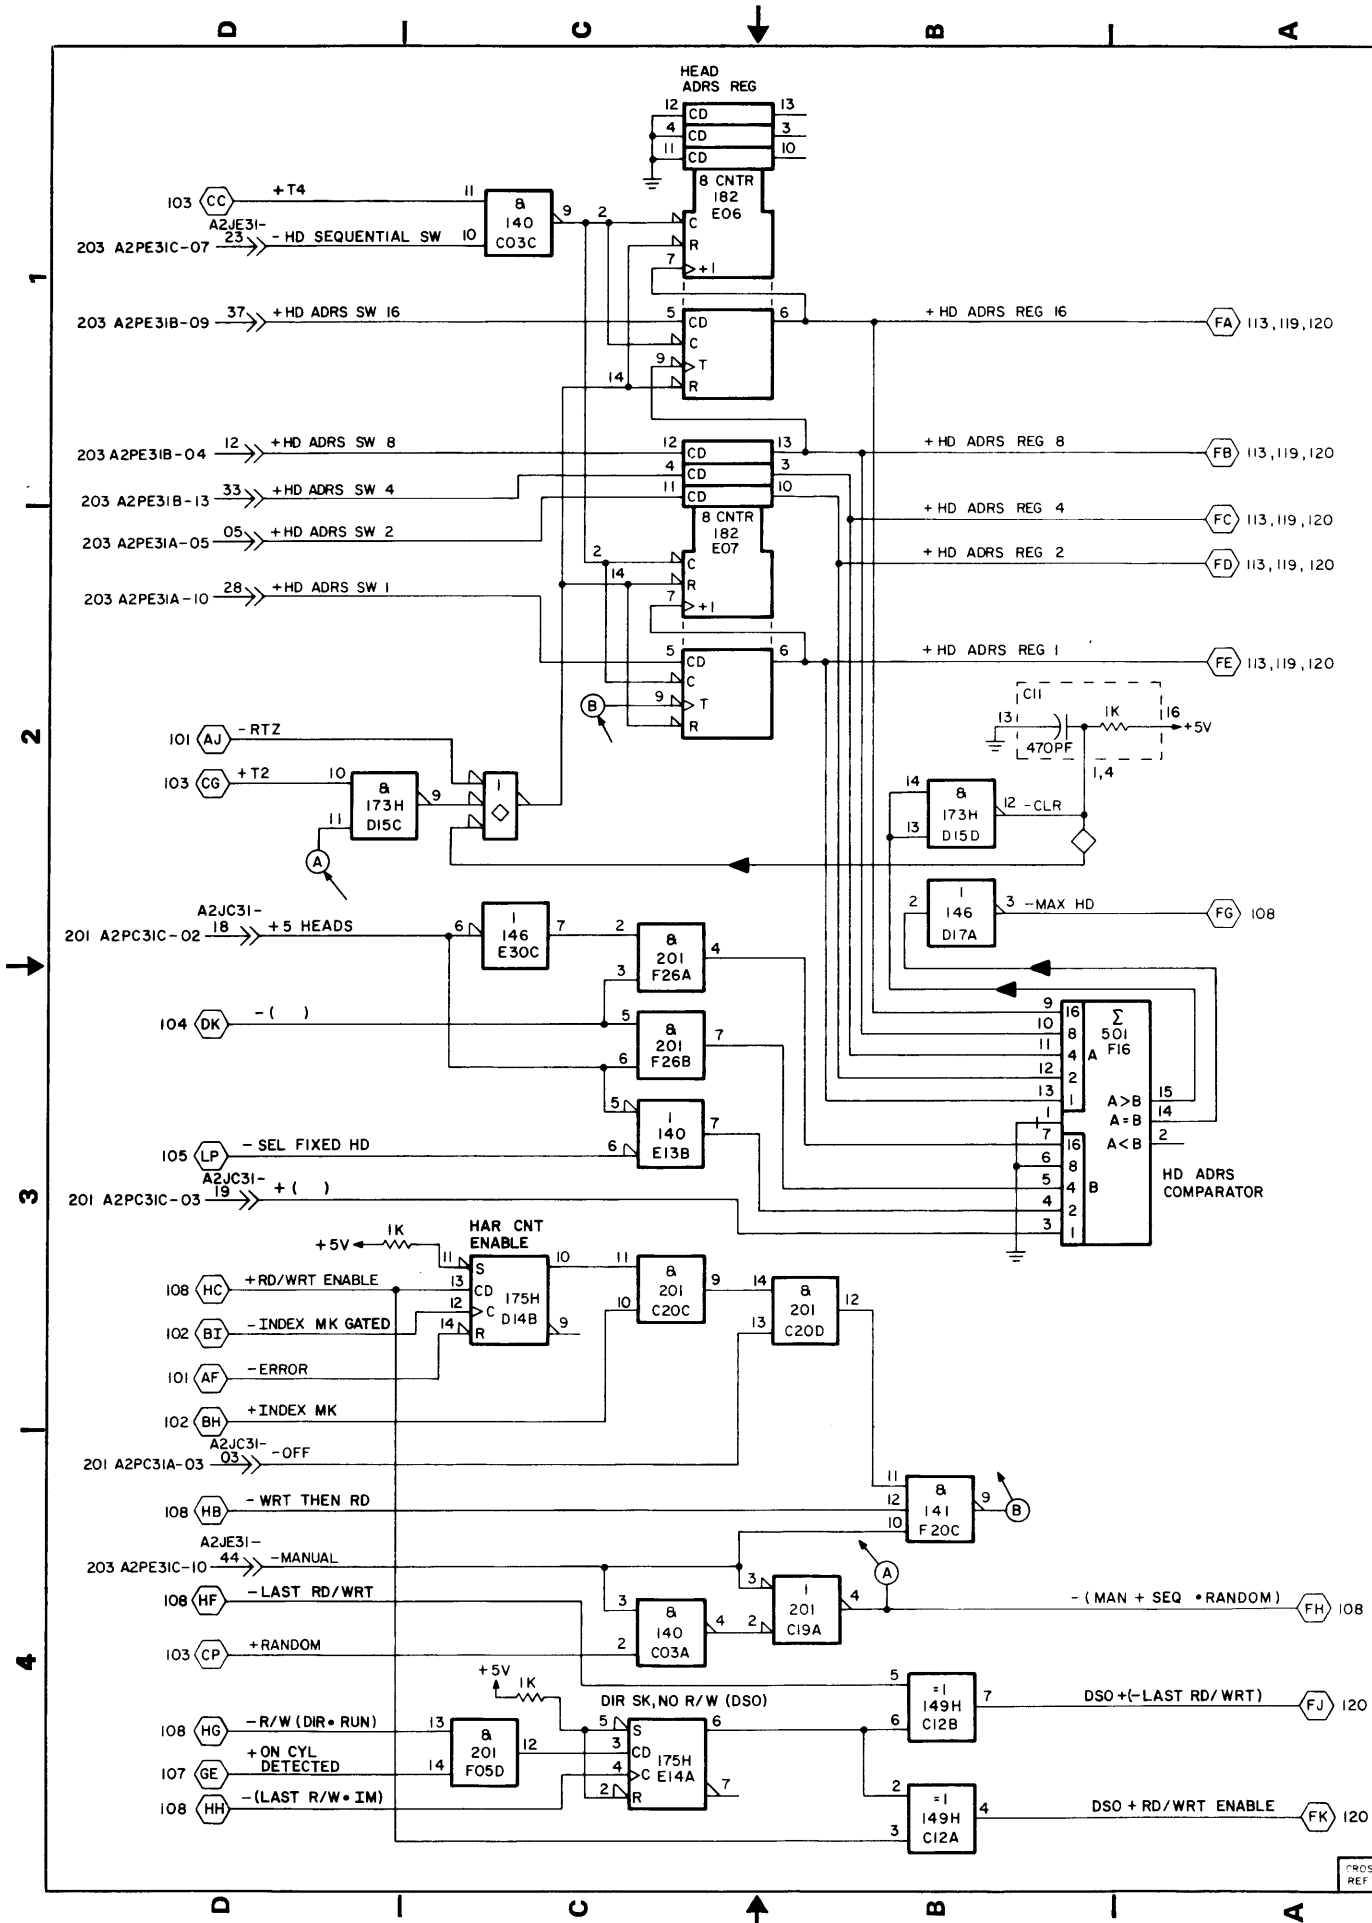 D C B A
HEAD
ADRS REG
12 CD 13
4 CD 3
11 CD 10
8 CNTR
182
E06
2 C
R
7 +1
103 CC +T4 11
A2JE31-
203 A2PE31C-07 23 -HD SEQUENTIAL SW 10
&
140
C03C
9
1
203 A2PE31B-09 37 +HD ADRS SW 16 5 CD 6 +HD ADRS REG 16 FA 113,119,120
C
9 T
14 R
203 A2PE31B-04 12 +HD ADRS SW 8 12 CD 13 +HD ADRS REG 8 FB 113,119,120
4 CD 3
203 A2PE31B-13 33 +HD ADRS SW 4 11 CD 10
+HD ADRS REG 4 FC 113,119,120
203 A2PE31A-05 05 +HD ADRS SW 2
8 CNTR
182
E07
2 C
14 R
7 +1
+HD ADRS REG 2 FD 113,119,120
203 A2PE31A-10 28 +HD ADRS SW 1
5 CD 6 +HD ADRS REG 1 FE 113,119,120
C
B 9 T
R
C11
13 1K 16
+5V
470PF
1,4
2
101 AJ -RTZ
103 CG +T2 10
&
173H
D15C
9
11
A
1
14
&
173H
D15D
12 -CLR
13
2
1
146
D17A
3 -MAX HD FG 108
A2JC31-
201 A2PC31C-02 18 +5 HEADS 6
1
146
E30C
7 2
&
201
F26A
4
3
104 DK -( ) 5
&
201
F26B
7
6
5
1
140
E13B
7
105 LP -SEL FIXED HD 6
A2JC31-
201 A2PC31C-03 19 +( )
9 16
10 8
11 4 A
12 2
13 1
1
7 16
6 8
5 4 B
4 2
3 1
Σ
501
F16
A>B 15
A=B 14
A<B 2
HD ADRS
COMPARATOR
3
+5V 1K
HAR CNT
ENABLE
11 S 10
108 HC +RD/WRT ENABLE 13 CD
12 C
175H
D14B
102 BI -INDEX MK GATED 14 R 9
101 AF -ERROR
102 BH +INDEX MK
11
&
201
C20C
9
10
14
&
201
C20D
12
13
A2JC31-
201 A2PC31A-03 03 -OFF
108 HB -WRT THEN RD
11
12
10
&
141
F20C
9 B
A2JE31-
203 A2PE31C-10 44 -MANUAL
108 HF -LAST RD/WRT
3
&
140
C03A
4
103 CP +RANDOM 2
3
1
201
C19A
4
2
A
-(MAN + SEQ • RANDOM) FH 108
4
+5V
1K
DIR SK, NO R/W (DSO)
5 S 6
3 CD
4 C
2 R 7
175H
E14A
108 HG -R/W (DIR • RUN) 13
107 GE +ON CYL
DETECTED 14
&
201
F05D
12
108 HH -(LAST R/W • IM)
5
=1
149H
C12B
7 DSO +(-LAST RD/WRT) FJ 120
6
2
=1
149H
C12A
4 DSO + RD/WRT ENABLE FK 120
3
CROS
REF
D C B A